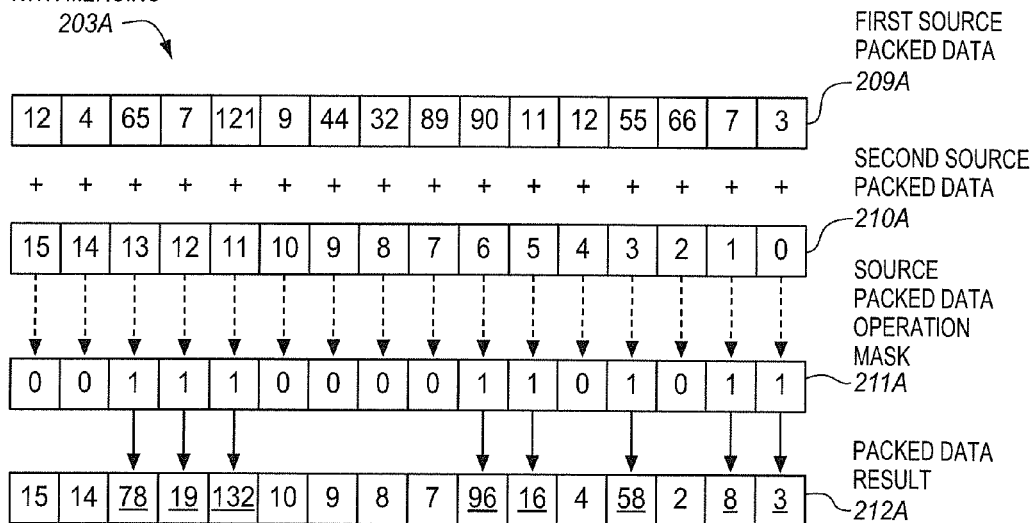 203A
FIRST SOURCE
PACKED DATA
209A
12 4 65 7 121 9 44 32 89 90 11 12 55 66 7 3
SECOND SOURCE
PACKED DATA
+ + + + + + + + + + + + + + + +
210A
15 14 13 12 11 10 9 8 7 6 5 4 3 2 1 0
SOURCE
PACKED DATA
OPERATION
MASK
0 0 1 1 1 0 0 0 0 1 1 0 1 0 1 1
211A
PACKED DATA
RESULT
15 14 78 19 132 10 9 8 7 96 16 4 58 2 8 3
212A